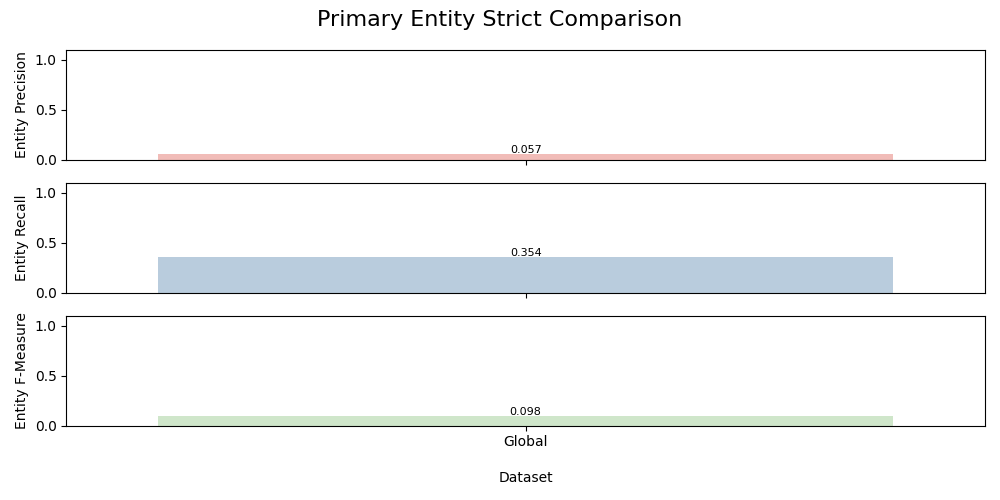 Primary Entity Strict Comparison
Entity Precision
1.0
0.5
0.0
0.057
Entity Recall
1.0
0.5
0.0
0.354
Entity F-Measure
1.0
0.5
0.0
0.098
Global
Dataset